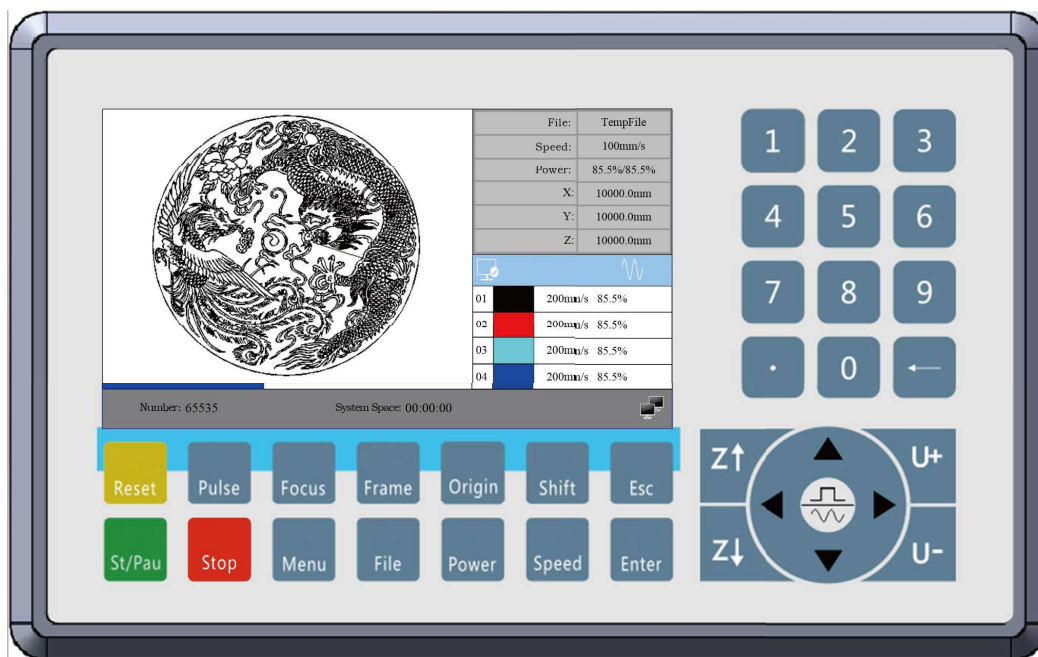 File: TempFile
Speed: 100mm/s
Power: 85.5%/85.5%
X: 10000.0mm
Y: 10000.0mm
Z: 10000.0mm
01 200mm/s 85.5%
02 200mm/s 85.5%
03 200mm/s 85.5%
04 200mm/s 85.5%
Number: 65535 System Space: 00:00:00
Reset Pulse Focus Frame Origin Shift Esc
St/Pau Stop Menu File Power Speed Enter
1 2 3
4 5 6
7 8 9
. 0 ←
Z↑ U+
Z↓ U-